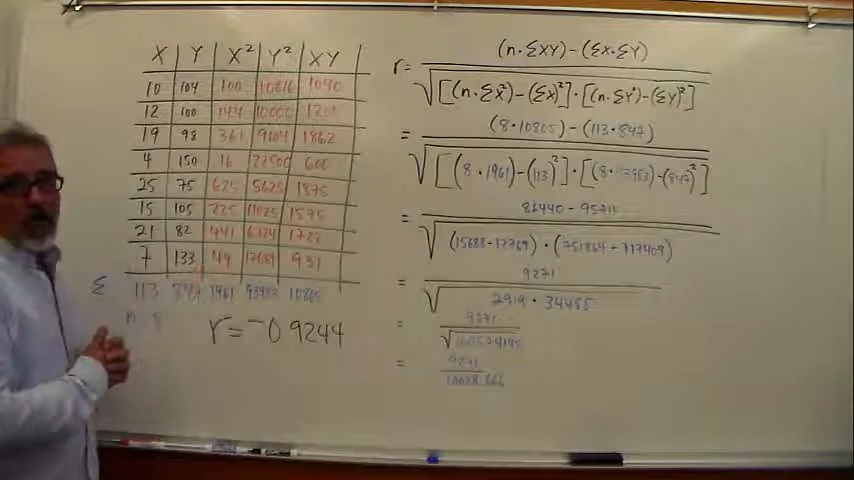 X Y X² Y² XY
10 104 100 10816 1040
12 100 144 10000 1200
19 98 361 9604 1862
4 150 16 22500 600
25 75 625 5625 1875
15 105 225 11025 1575
21 82 441 6724 1722
7 133 49 17689 931
Σ 113 847 1961 93983 10805
n=8
r=-0.9244
r= (n·ΣXY)-(ΣX·ΣY)
√[(n·ΣX²)-(ΣX)²]·[(n·ΣY²)-(ΣY)²]
= (8·10805)-(113·847)
√[(8·1961)-(113)²]·[(8·93983)-(847)²]
= 86440-95711
√(15688-12769)·(751864-717409)
= 9271
√2919·34455
= 9271
=
9271